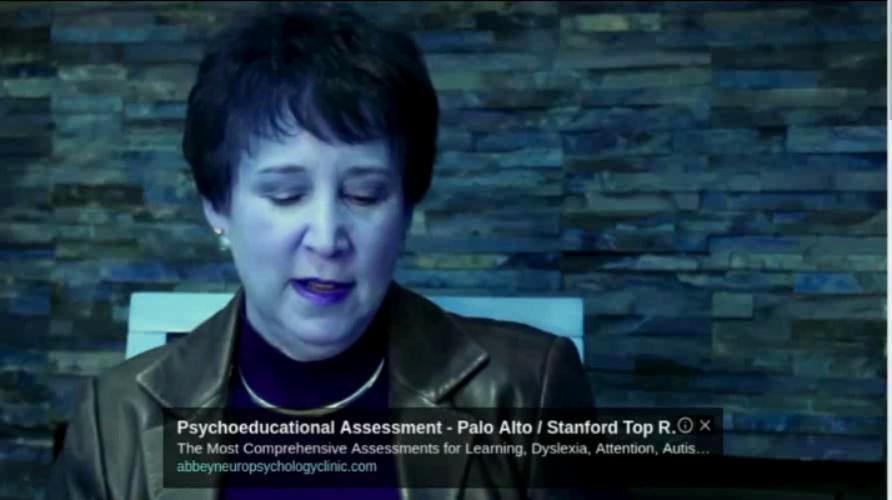 Psychoeducational Assessment - Palo Alto / Stanford Top R...
The Most Comprehensive Assessments for Learning, Dyslexia, Attention, Autis...
abbeyneuropsychologyclinic.com